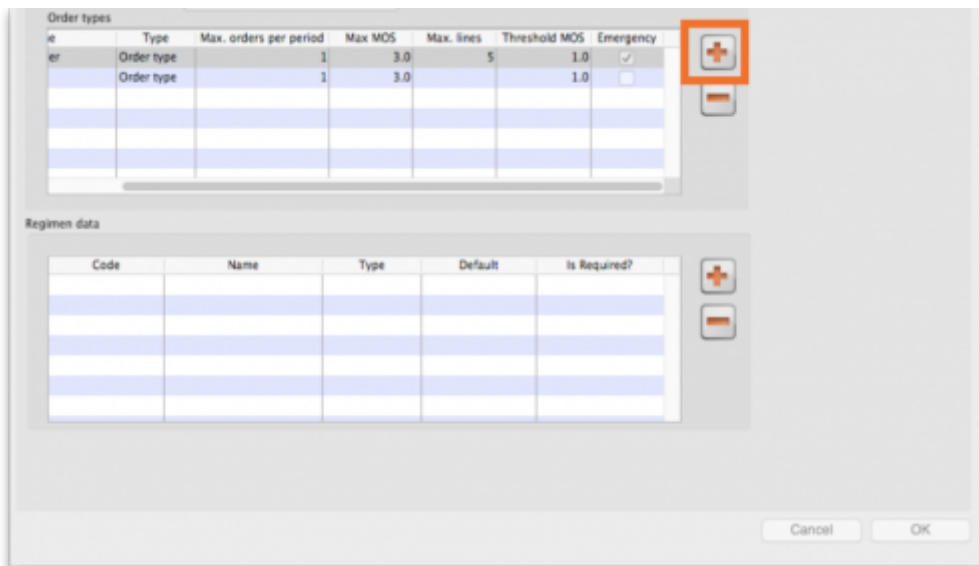 Order types
e Type Max. orders per period Max MOS Max. lines Threshold MOS Emergency
er Order type 1 3.0 5 1.0
Order type 1 3.0 1.0
Regimen data
Code Name Type Default Is Required?
Cancel OK